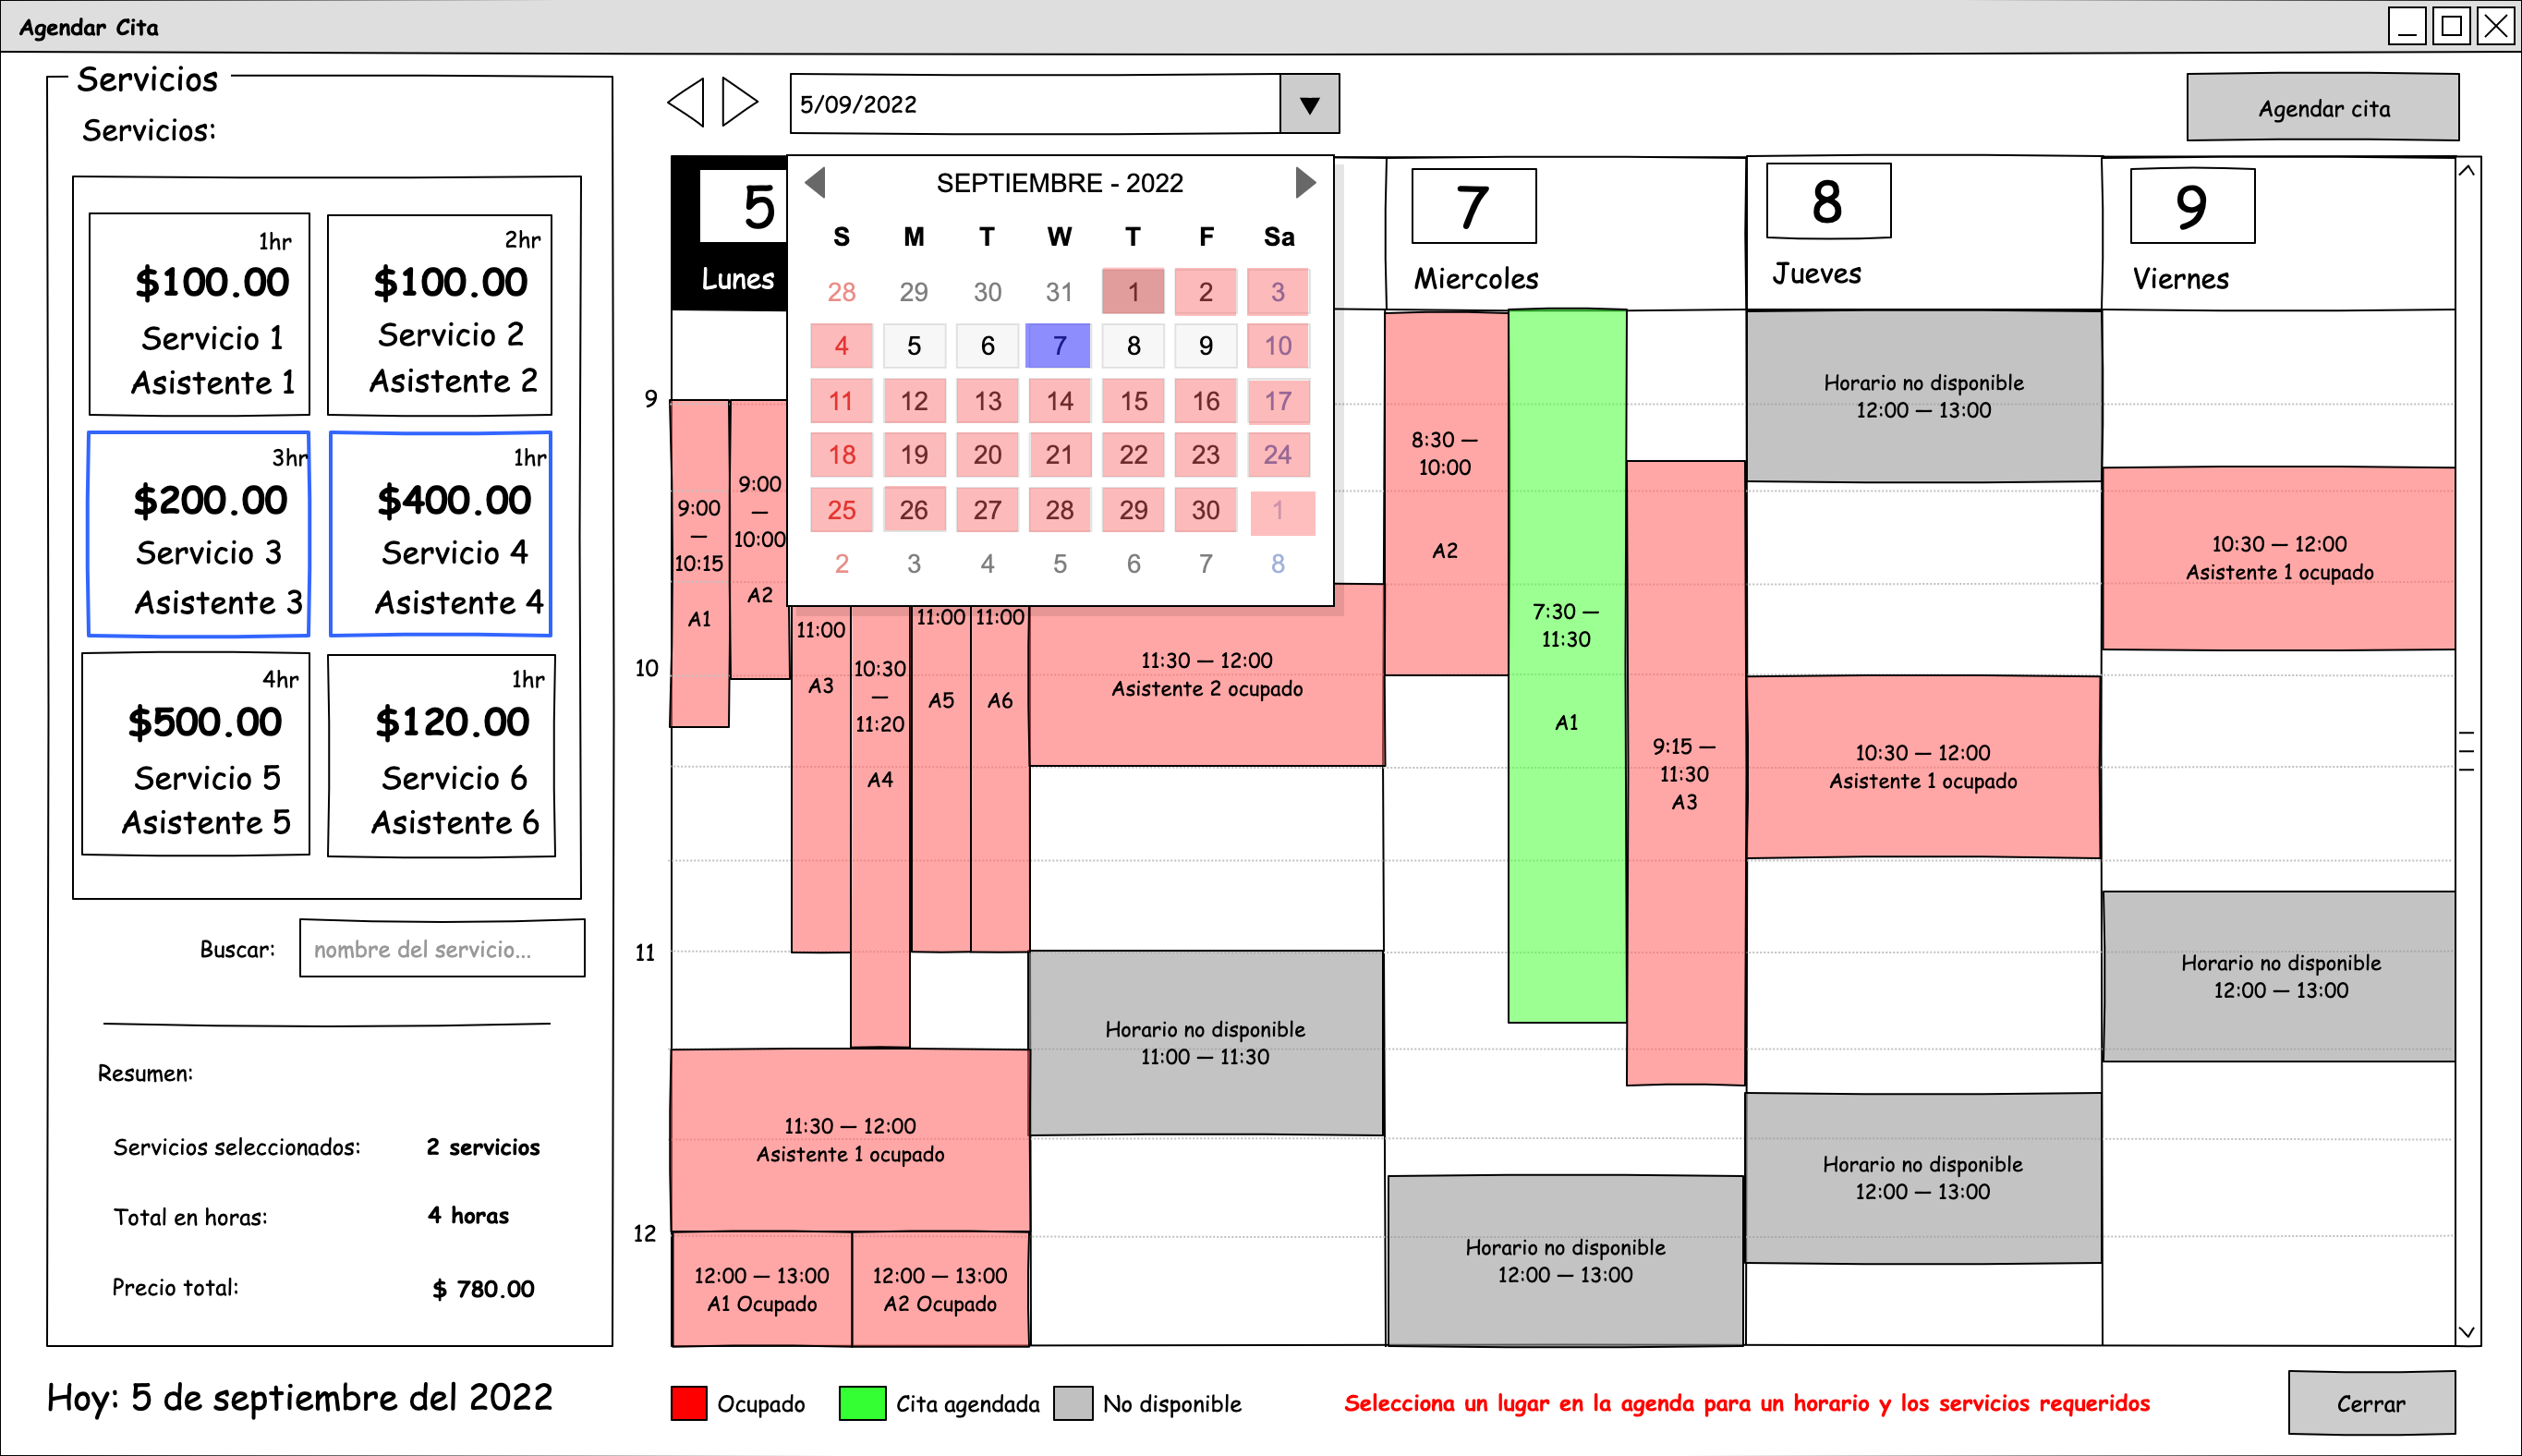 Agendar Cita
Servicios
Servicios:
1hr
$100.00
Servicio 1
Asistente 1
2hr
$100.00
Servicio 2
Asistente 2
3hr
$200.00
Servicio 3
Asistente 3
1hr
$400.00
Servicio 4
Asistente 4
4hr
$500.00
Servicio 5
Asistente 5
1hr
$120.00
Servicio 6
Asistente 6
Buscar:
nombre del servicio...
Resumen:
Servicios seleccionados: 2 servicios
Total en horas: 4 horas
Precio total: $ 780.00
Hoy: 5 de septiembre del 2022
5/09/2022
Agendar cita
5
Lunes
SEPTIEMBRE - 2022
S M T W T F Sa
28 29 30 31 1 2 3
4 5 6 7 8 9 10
11 12 13 14 15 16 17
18 19 20 21 22 23 24
25 26 27 28 29 30 1
2 3 4 5 6 7 8
7
Miercoles
8
Jueves
9
Viernes
9
10
11
12
9:00
—
10:15
A1
9:00
—
10:00
A2
11:00
A3
10:30
—
11:20
A4
11:00
A5
11:00
A6
11:30 — 12:00
Asistente 1 ocupado
12:00 — 13:00
A1 Ocupado
12:00 — 13:00
A2 Ocupado
11:30 — 12:00
Asistente 2 ocupado
Horario no disponible
11:00 — 11:30
8:30 —
10:00
A2
7:30 —
11:30
A1
9:15 —
11:30
A3
Horario no disponible
12:00 — 13:00
Horario no disponible
12:00 — 13:00
10:30 — 12:00
Asistente 1 ocupado
Horario no disponible
12:00 — 13:00
10:30 — 12:00
Asistente 1 ocupado
Horario no disponible
12:00 — 13:00
Ocupado
Cita agendada
No disponible
Selecciona un lugar en la agenda para un horario y los servicios requeridos
Cerrar